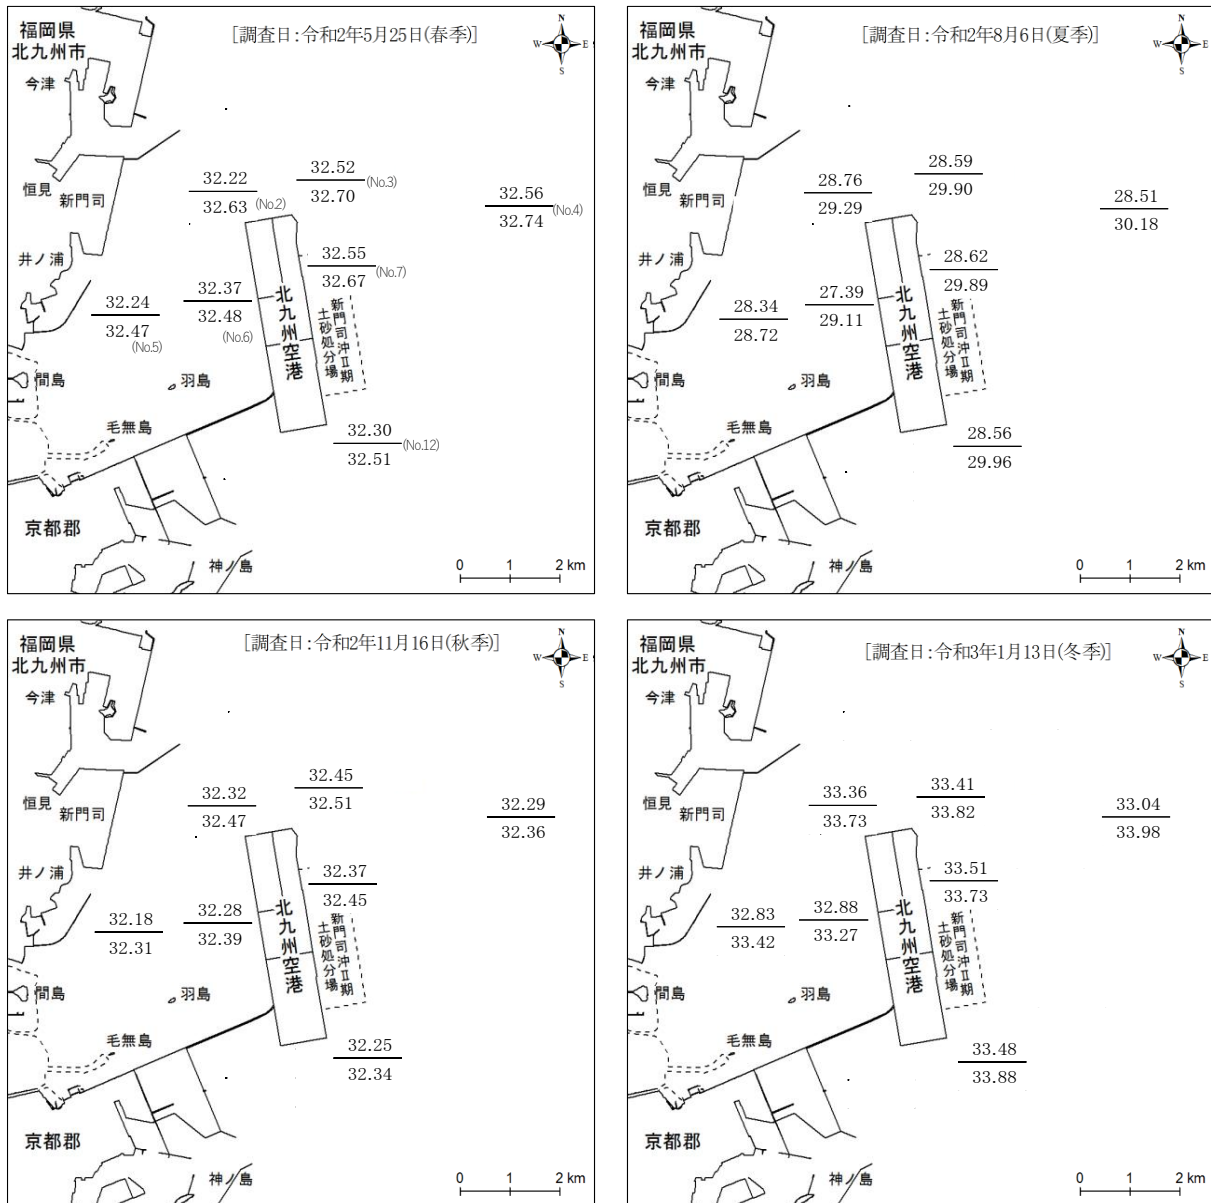 福岡県
北九州市
[調査日:令和2年5月25日(春季)]
N
W E
S
今津
恒見
新門司
32.22
32.63
(No.2)
32.52
32.70
(No.3)
32.56
32.74
(No.4)
井ノ浦
32.55
32.67
(No.7)
32.24
32.47
(No.5)
32.37
32.48
(No.6)
北九州空港
新門司沖Ⅱ期
土砂処分場
間島
羽島
毛無島
32.30
32.51
(No.12)
京都郡
神ノ島
0 1 2 km
福岡県
北九州市
[調査日:令和2年8月6日(夏季)]
N
W E
S
今津
恒見
新門司
28.76
29.29
28.59
29.90
28.51
30.18
井ノ浦
28.62
29.89
28.34
28.72
27.39
29.11
北九州空港
新門司沖Ⅱ期
土砂処分場
間島
羽島
毛無島
28.56
29.96
京都郡
神ノ島
0 1 2 km
福岡県
北九州市
[調査日:令和2年11月16日(秋季)]
N
W E
S
今津
恒見
新門司
32.32
32.47
32.45
32.51
32.29
32.36
井ノ浦
32.37
32.45
32.18
32.31
32.28
32.39
北九州空港
新門司沖Ⅱ期
土砂処分場
間島
羽島
毛無島
32.25
32.34
京都郡
神ノ島
0 1 2 km
福岡県
北九州市
[調査日:令和3年1月13日(冬季)]
N
W E
S
今津
恒見
新門司
33.36
33.73
33.41
33.82
33.04
33.98
井ノ浦
33.51
33.73
32.83
33.42
32.88
33.27
北九州空港
新門司沖Ⅱ期
土砂処分場
間島
羽島
毛無島
33.48
33.88
京都郡
神ノ島
0 1 2 km